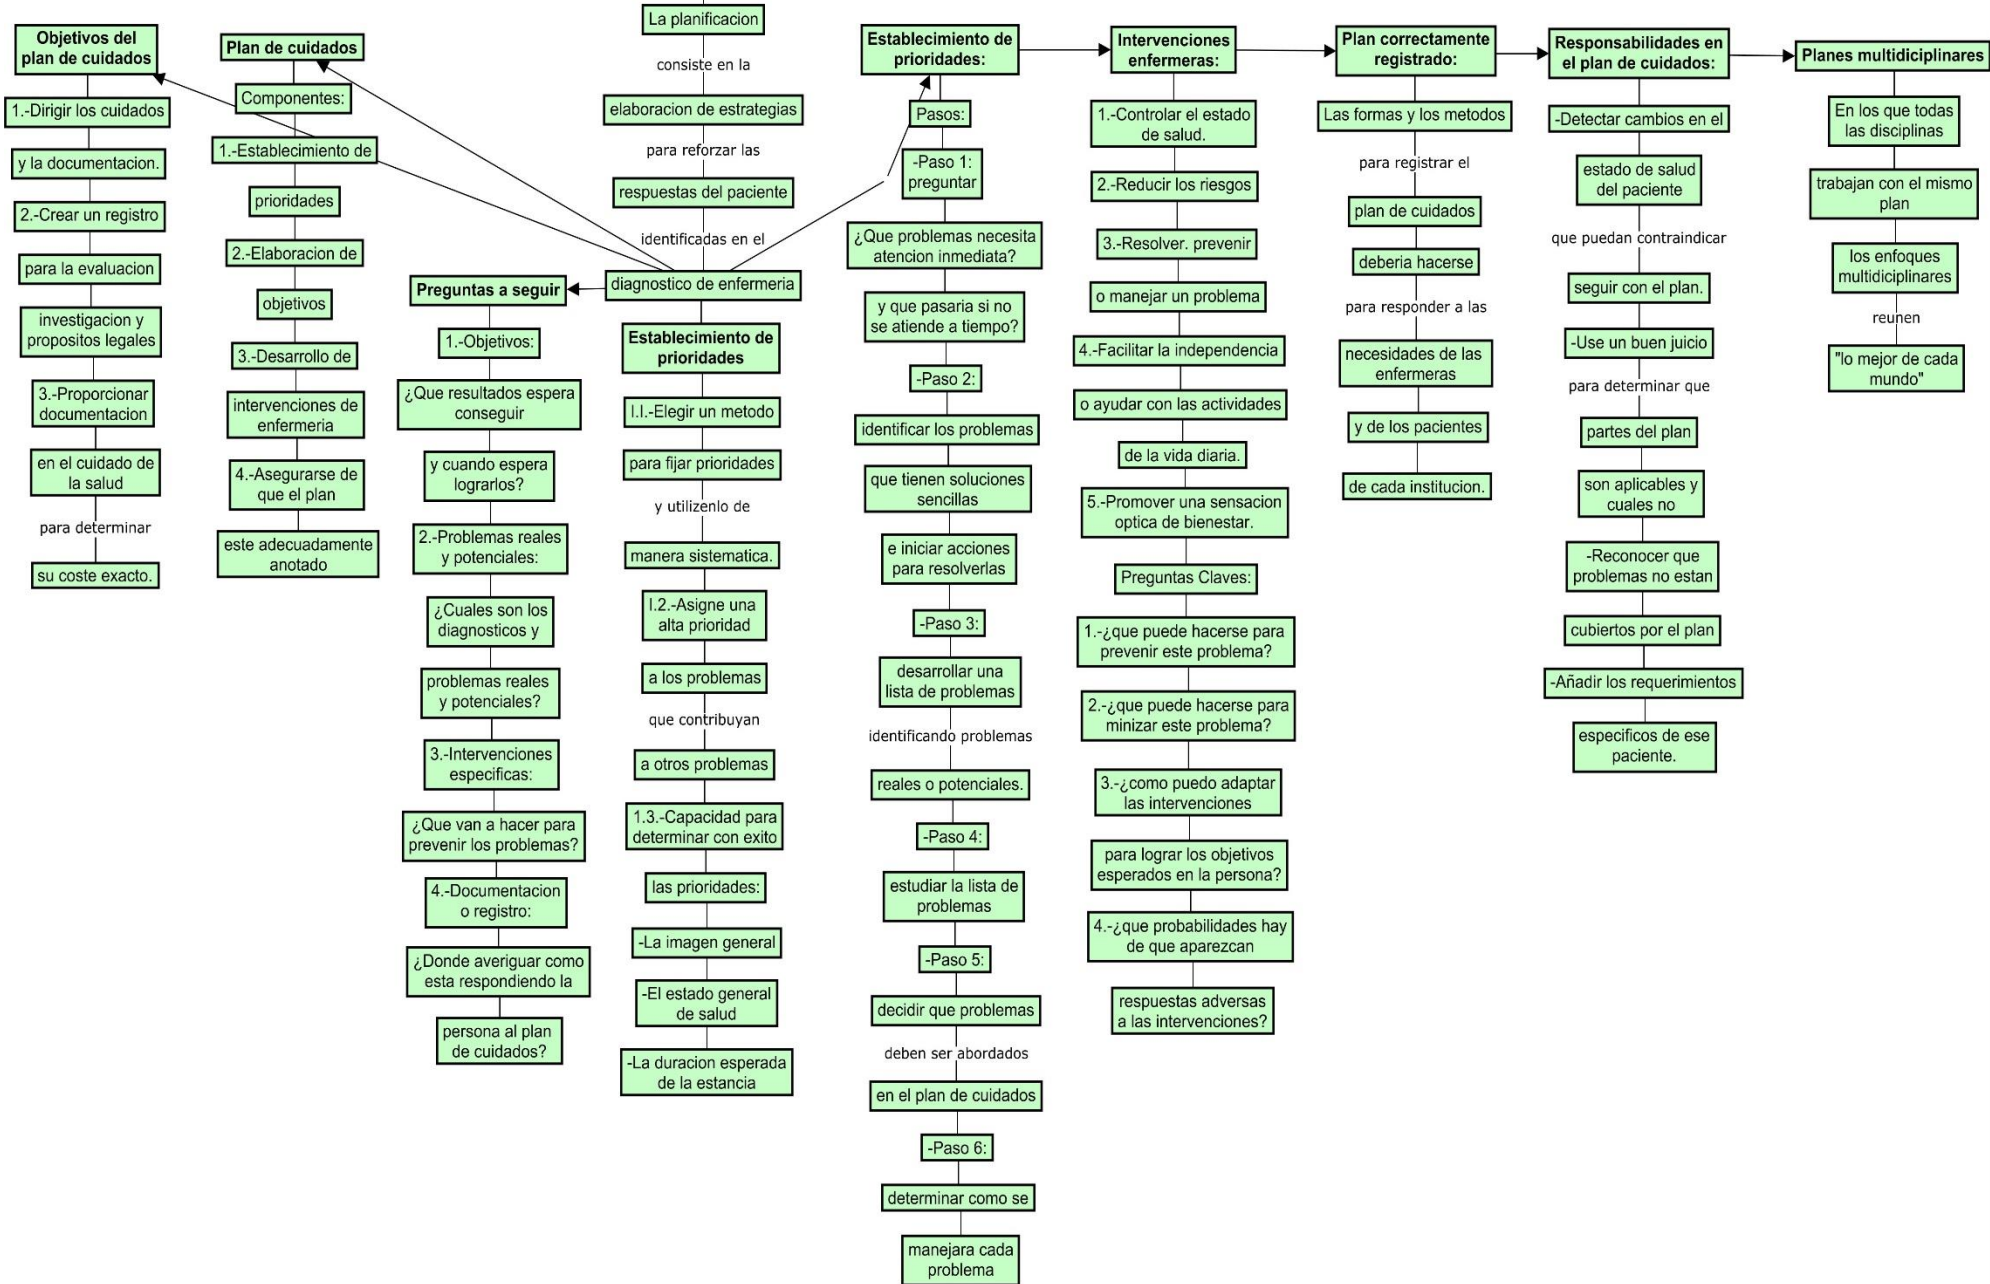 La planificacion
consiste en la
elaboracion de estrategias
para reforzar las
respuestas del paciente
identificadas en el
diagnostico de enfermeria
Objetivos del
plan de cuidados
1.-Dirigir los cuidados
y la documentacion.
2.-Crear un registro
para la evaluacion
investigacion y
propositos legales
3.-Proporcionar
documentacion
en el cuidado de
la salud
para determinar
su coste exacto.
Plan de cuidados
Componentes:
1.-Establecimiento de
prioridades
2.-Elaboracion de
objetivos
3.-Desarrollo de
intervenciones de
enfermeria
4.-Asegurarse de
que el plan
este adecuadamente
anotado
Preguntas a seguir
1.-Objetivos:
¿Que resultados espera
conseguir
y cuando espera
lograrlos?
2.-Problemas reales
y potenciales:
¿Cuales son los
diagnosticos y
problemas reales
y potenciales?
3.-Intervenciones
especificas:
¿Que van a hacer para
prevenir los problemas?
4.-Documentacion
o registro:
¿Donde averiguar como
esta respondiendo la
persona al plan
de cuidados?
Establecimiento de
prioridades
I.I.-Elegir un metodo
para fijar prioridades
y utilizenlo de
manera sistematica.
I.2.-Asigne una
alta prioridad
a los problemas
que contribuyan
a otros problemas
1.3.-Capacidad para
determinar con exito
las prioridades:
-La imagen general
-El estado general
de salud
-La duracion esperada
de la estancia
Establecimiento de
prioridades:
Pasos:
-Paso 1:
preguntar
¿Que problemas necesita
atencion inmediata?
y que pasaria si no
se atiende a tiempo?
-Paso 2:
identificar los problemas
que tienen soluciones
sencillas
e iniciar acciones
para resolverlas
-Paso 3:
desarrollar una
lista de problemas
identificando problemas
reales o potenciales.
-Paso 4:
estudiar la lista de
problemas
-Paso 5:
decidir que problemas
deben ser abordados
en el plan de cuidados
-Paso 6:
determinar como se
manejara cada
problema
Intervenciones
enfermeras:
1.-Controlar el estado
de salud.
2.-Reducir los riesgos
3.-Resolver. prevenir
o manejar un problema
4.-Facilitar la independencia
o ayudar con las actividades
de la vida diaria.
5.-Promover una sensacion
optica de bienestar.
Preguntas Claves:
1.-¿que puede hacerse para
prevenir este problema?
2.-¿que puede hacerse para
minizar este problema?
3.-¿como puedo adaptar
las intervenciones
para lograr los objetivos
esperados en la persona?
4.-¿que probabilidades hay
de que aparezcan
respuestas adversas
a las intervenciones?
Plan correctamente
registrado:
Las formas y los metodos
para registrar el
plan de cuidados
deberia hacerse
para responder a las
necesidades de las
enfermeras
y de los pacientes
de cada institucion.
Responsabilidades en
el plan de cuidados:
-Detectar cambios en el
estado de salud
del paciente
que puedan contraindicar
seguir con el plan.
-Use un buen juicio
para determinar que
partes del plan
son aplicables y
cuales no
-Reconocer que
problemas no estan
cubiertos por el plan
-Añadir los requerimientos
especificos de ese
paciente.
Planes multidiciplinares
En los que todas
las disciplinas
trabajan con el mismo
plan
los enfoques
multidiciplinares
reunen
"lo mejor de cada
mundo"